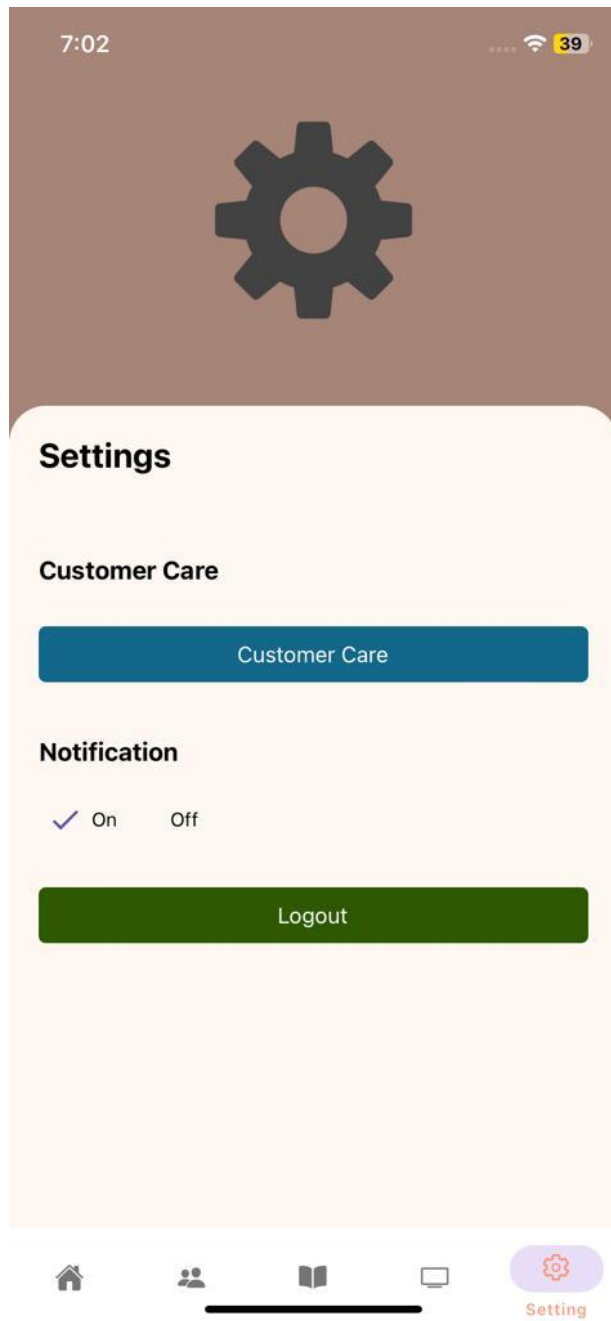 7:02
39
Settings
Customer Care
Customer Care
Notification
On Off
Logout
Setting